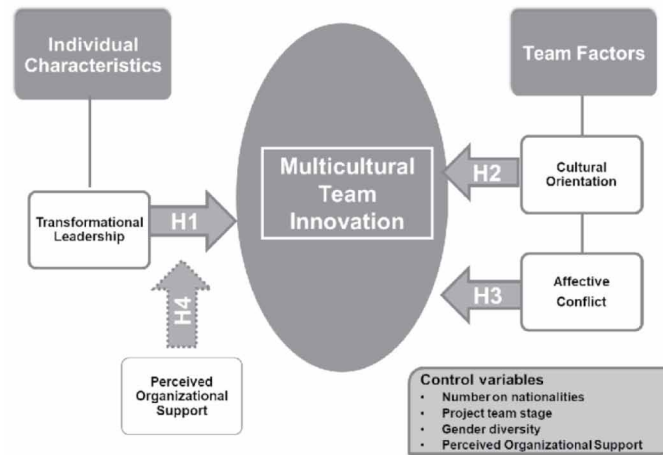 Individual
Characteristics
Team Factors
Multicultural
Team
Innovation
H2
Cultural
Orientation
Transformational
Leadership
H1
H3
Affective
Conflict
H4
Perceived
Organizational
Support
Control variables
• Number on nationalities
• Project team stage
• Gender diversity
• Perceived Organizational Support